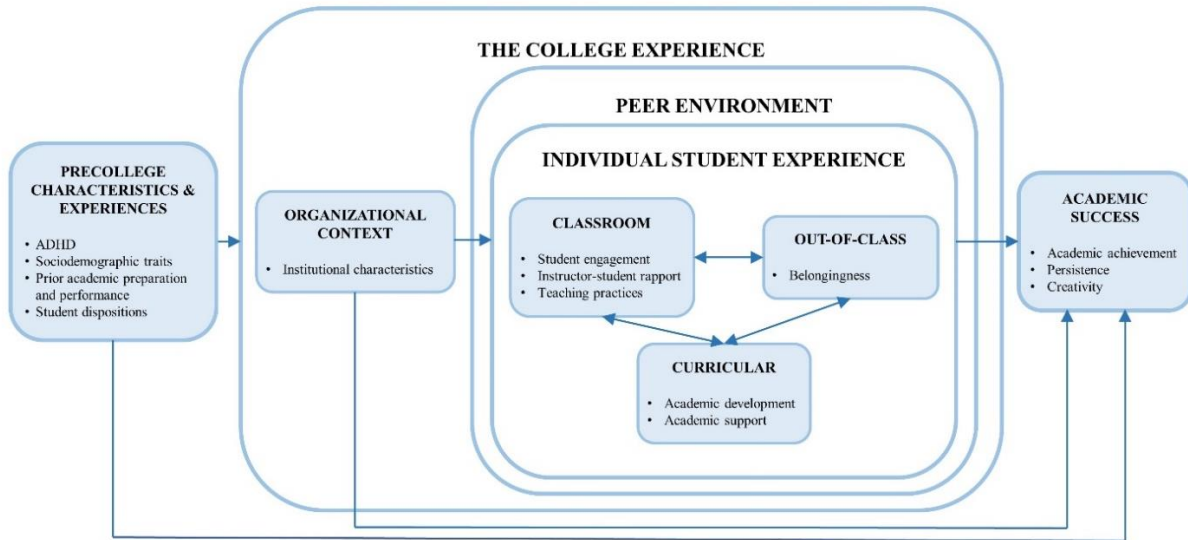 THE COLLEGE EXPERIENCE
PEER ENVIRONMENT
INDIVIDUAL STUDENT EXPERIENCE
PRECOLLEGE
CHARACTERISTICS &
EXPERIENCES
• ADHD
• Sociodemographic traits
• Prior academic preparation
and performance
• Student dispositions
ORGANIZATIONAL
CONTEXT
• Institutional characteristics
CLASSROOM
• Student engagement
• Instructor-student rapport
• Teaching practices
OUT-OF-CLASS
• Belongingness
CURRICULAR
• Academic development
• Academic support
ACADEMIC
SUCCESS
• Academic achievement
• Persistence
• Creativity